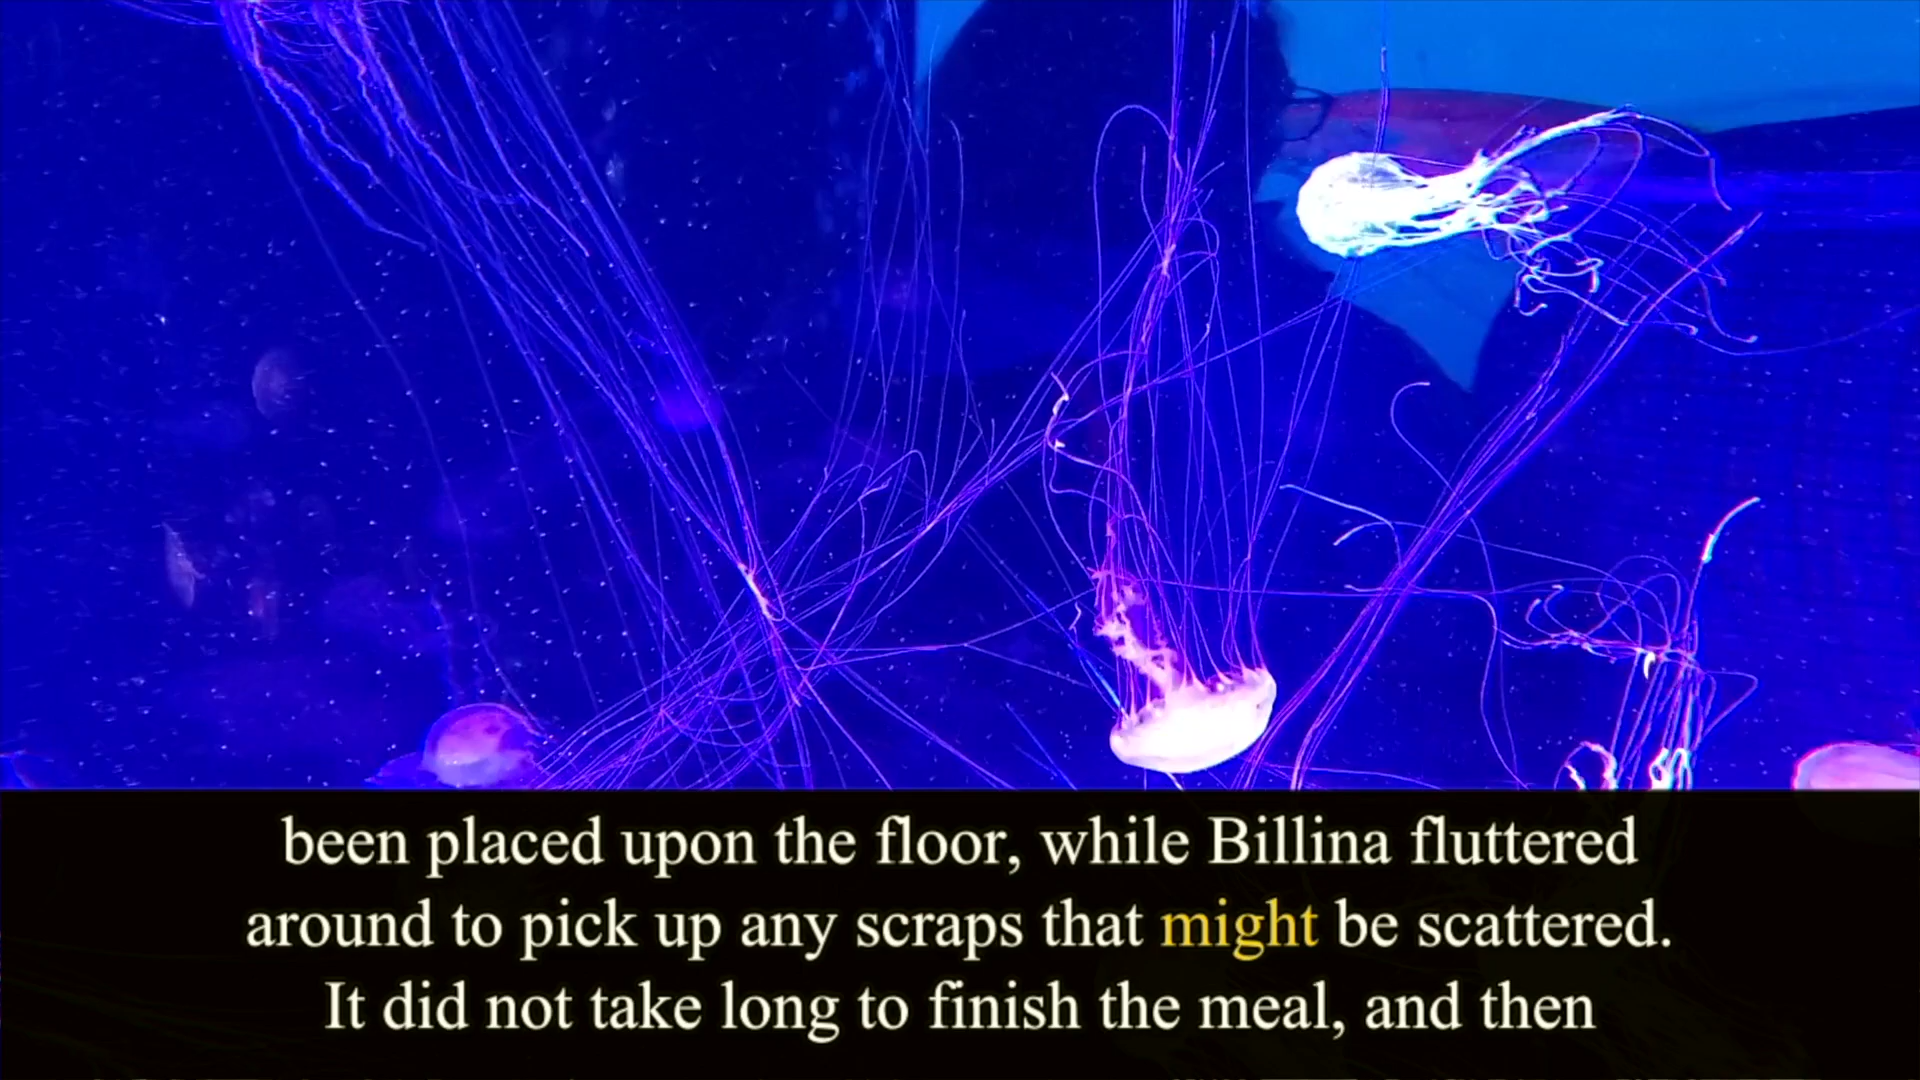 been placed upon the floor, while Billina fluttered
around to pick up any scraps that might be scattered.
It did not take long to finish the meal, and then